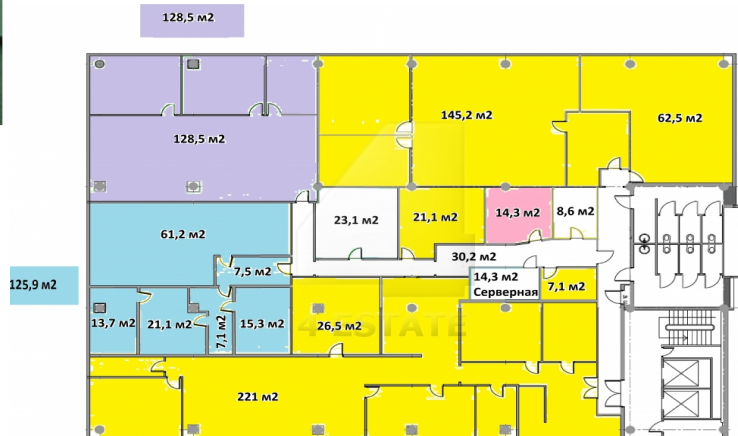 128,5 м2
145,2 м2
62,5 м2
128,5 м2
23,1 м2
21,1 м2
14,3 м2
8,6 м2
61,2 м2
30,2 м2
7,5 м2
14,3 м2
Серверная
7,1 м2
125,9 м2
13,7 м2
21,1 м2
7,1 м2
15,3 м2
26,5 м2
4 ESTATE
221 м2